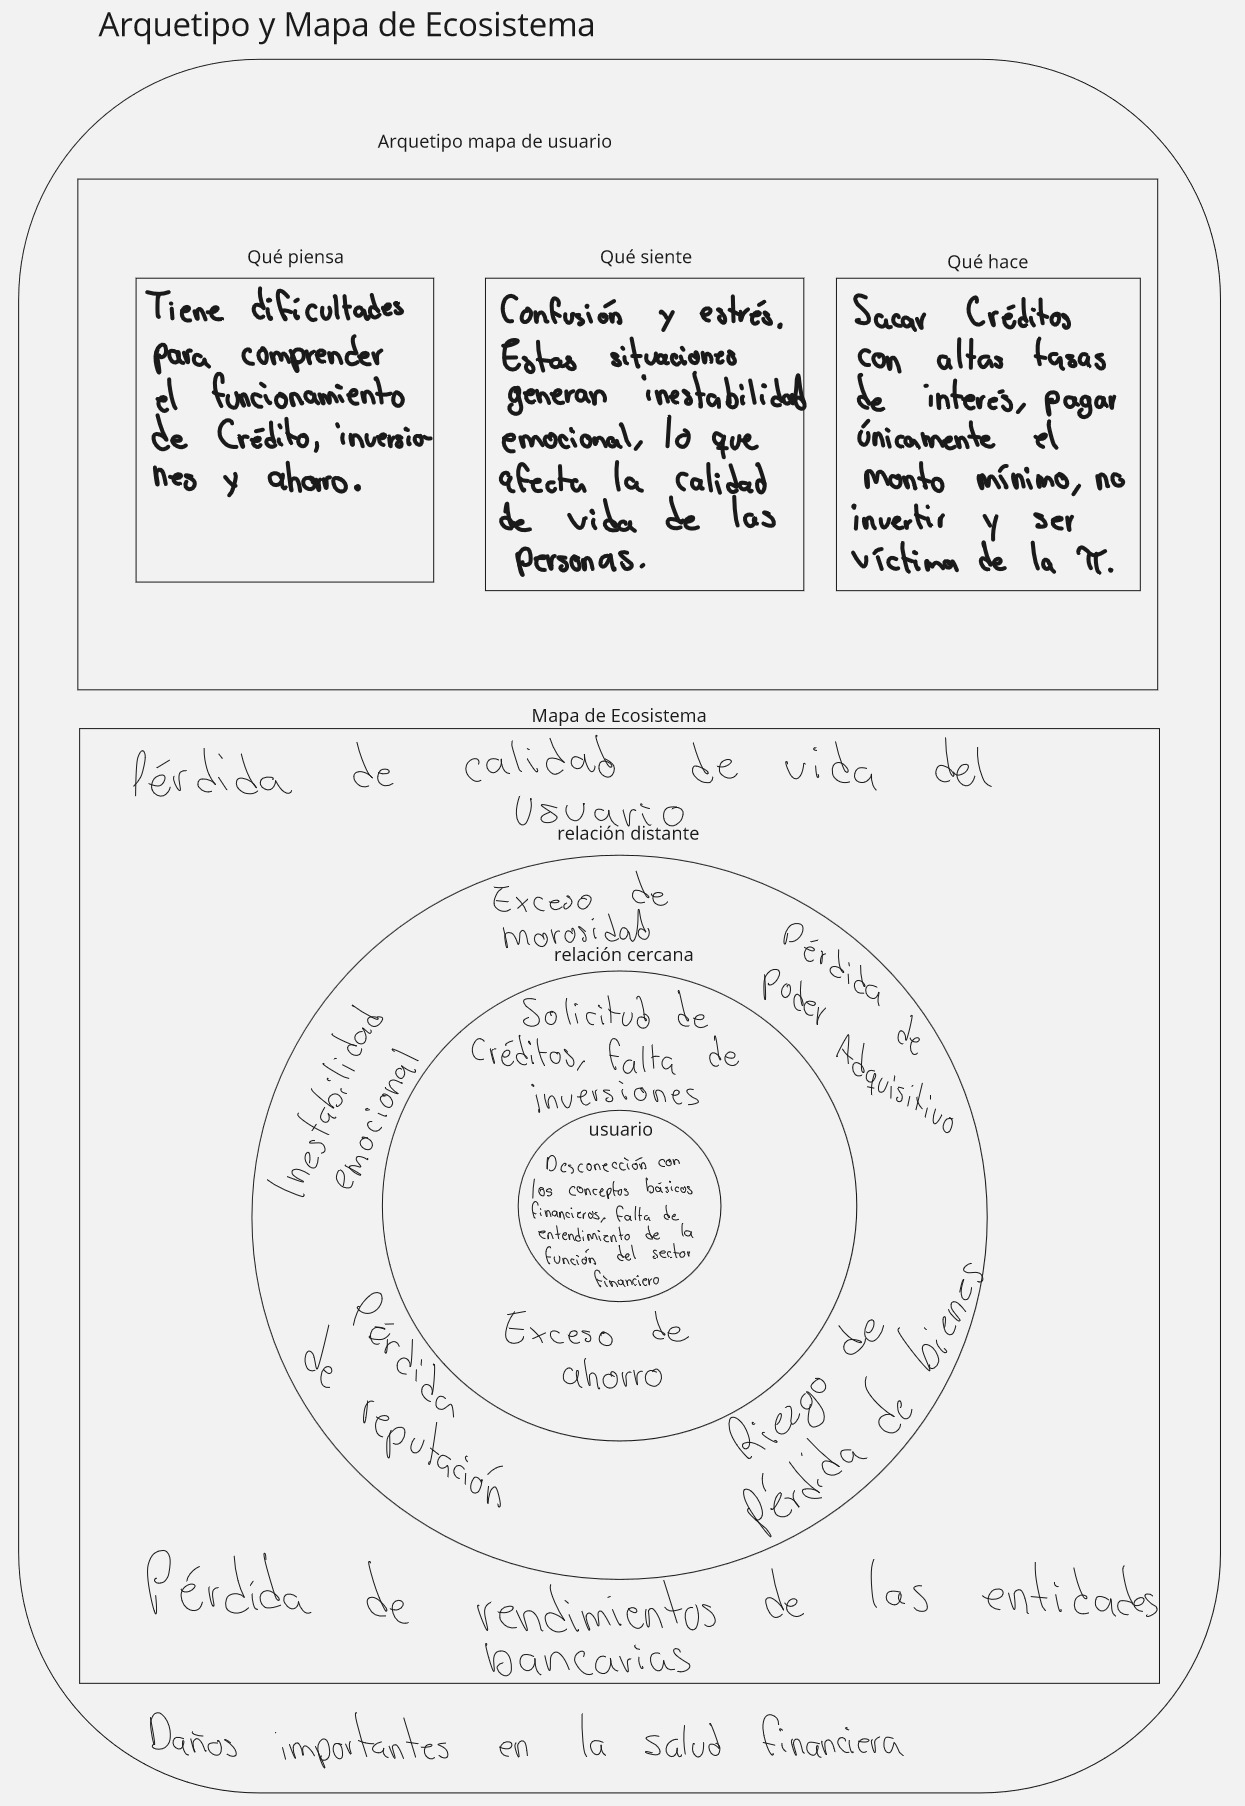 Arquetipo y Mapa de Ecosistema
Arquetipo mapa de usuario
Qué piensa
Tiene dificultades
para comprender
el funcionamiento
de Crédito, inversio-
nes y ahorro.
Qué siente
Confusión y estrés.
Estas situaciones
generan inestabilidad
emocional, lo que
afecta la calidad
de vida de las
personas.
Qué hace
Sacar Créditos
con altas tasas
de interés, pagar
únicamente el
monto mínimo, no
invertir y ser
víctima de la π.
Mapa de Ecosistema
Pérdida de calidad de vida del
Usuario
relación distante
Exceso de
morosidad
Pérdida de
Poder Adquisitivo
Inestabilidad
emocional
relación cercana
Solicitud de
Créditos, falta de
inversiones
usuario
Desconección con
los conceptos básicos
financieros, falta de
entendimiento de la
función del sector
financiero
Exceso de
ahorro
Pérdida
de reputación
Riezgo de
Pérdida de bienes
Pérdida de rendimientos de las entidades
bancarias
Daños importantes en la salud financiera